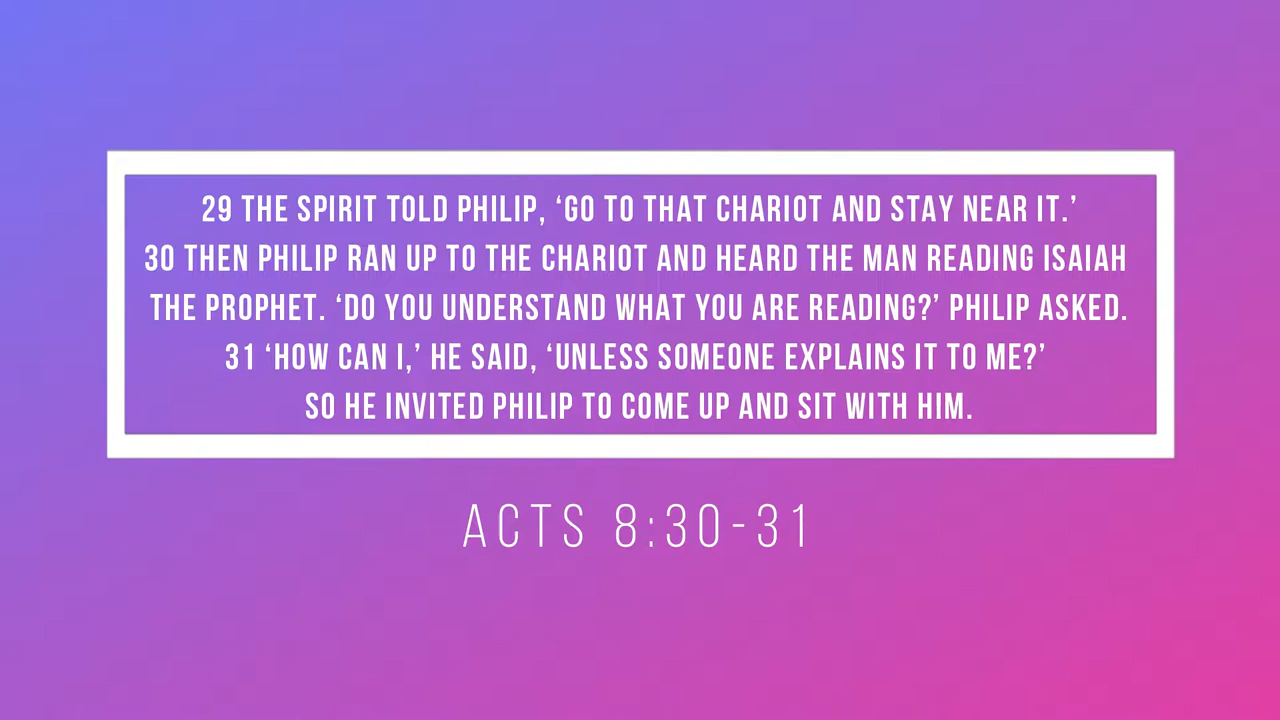 29 THE SPIRIT TOLD PHILIP, ‘GO TO THAT CHARIOT AND STAY NEAR IT.’
30 THEN PHILIP RAN UP TO THE CHARIOT AND HEARD THE MAN READING ISAIAH
THE PROPHET. ‘DO YOU UNDERSTAND WHAT YOU ARE READING?’ PHILIP ASKED.
31 ‘HOW CAN I,’ HE SAID, ‘UNLESS SOMEONE EXPLAINS IT TO ME?’
SO HE INVITED PHILIP TO COME UP AND SIT WITH HIM.
ACTS 8:30-31